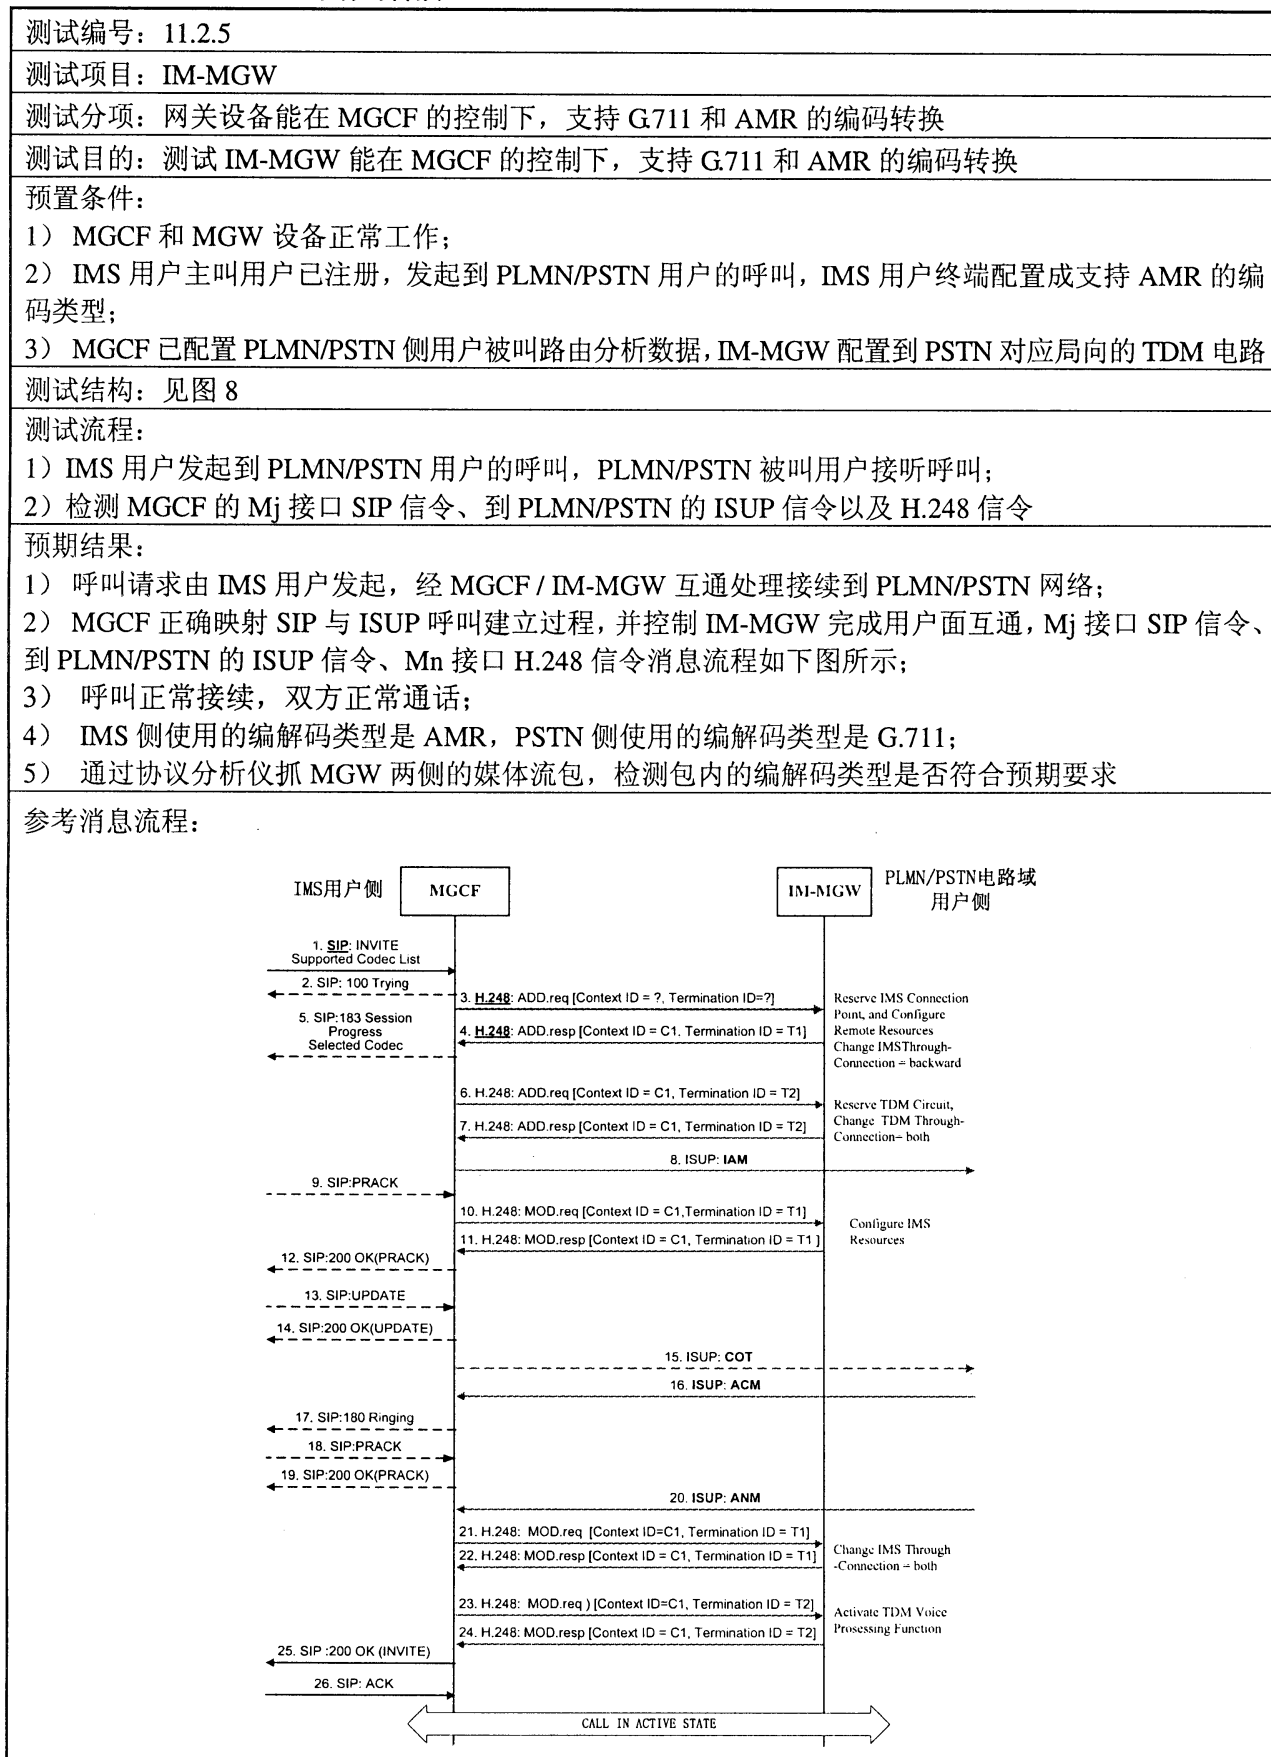 测试编号：11.2.5
测试项目：IM-MGW
测试分项：网关设备能在 MGCF 的控制下，支持 G.711 和 AMR 的编码转换
测试目的：测试 IM-MGW 能在 MGCF 的控制下，支持 G.711 和 AMR 的编码转换
预置条件：
1） MGCF 和 MGW 设备正常工作；
2） IMS 用户主叫用户已注册，发起到 PLMN/PSTN 用户的呼叫，IMS 用户终端配置成支持 AMR 的编
码类型；
3） MGCF 已配置 PLMN/PSTN 侧用户被叫路由分析数据，IM-MGW 配置到 PSTN 对应局向的 TDM 电路
测试结构：见图 8
测试流程：
1）IMS 用户发起到 PLMN/PSTN 用户的呼叫，PLMN/PSTN 被叫用户接听呼叫；
2）检测 MGCF 的 Mj 接口 SIP 信令、到 PLMN/PSTN 的 ISUP 信令以及 H.248 信令
预期结果：
1） 呼叫请求由 IMS 用户发起，经 MGCF / IM-MGW 互通处理接续到 PLMN/PSTN 网络；
2） MGCF 正确映射 SIP 与 ISUP 呼叫建立过程，并控制 IM-MGW 完成用户面互通，Mj 接口 SIP 信令、
到 PLMN/PSTN 的 ISUP 信令、Mn 接口 H.248 信令消息流程如下图所示；
3） 呼叫正常接续，双方正常通话；
4） IMS 侧使用的编解码类型是 AMR，PSTN 侧使用的编解码类型是 G.711；
5） 通过协议分析仪抓 MGW 两侧的媒体流包，检测包内的编解码类型是否符合预期要求
参考消息流程：
IMS用户侧
MGCF
IM-MGW
PLMN/PSTN电路域
用户侧
1. SIP: INVITE
Supported Codec List
2. SIP: 100 Trying
3. H.248: ADD.req [Context ID = ?, Termination ID=?]
4. H.248: ADD.resp [Context ID = C1, Termination ID = T1]
Reserve IMS Connection
Point, and Configure
Remote Resources
Change IMSThrough-
Connection = backward
5. SIP:183 Session
Progress
Selected Codec
6. H.248: ADD.req [Context ID = C1, Termination ID = T2]
7. H.248: ADD.resp [Context ID = C1, Termination ID = T2]
Reserve TDM Circuit,
Change TDM Through-
Connection= both
8. ISUP: IAM
9. SIP:PRACK
10. H.248: MOD.req [Context ID = C1,Termination ID = T1]
11. H.248: MOD.resp [Context ID = C1, Termination ID = T1 ]
Configure IMS
Resources
12. SIP:200 OK(PRACK)
13. SIP:UPDATE
14. SIP:200 OK(UPDATE)
15. ISUP: COT
16. ISUP: ACM
17. SIP:180 Ringing
18. SIP:PRACK
19. SIP:200 OK(PRACK)
20. ISUP: ANM
21. H.248: MOD.req [Context ID=C1, Termination ID = T1]
22. H.248: MOD.resp [Context ID = C1, Termination ID = T1]
Change IMS Through
-Connection = both
23. H.248: MOD.req ) [Context ID=C1, Termination ID = T2]
24. H.248: MOD.resp [Context ID = C1, Termination ID = T2]
Activate TDM Voice
Prosessing Function
25. SIP :200 OK (INVITE)
26. SIP: ACK
CALL IN ACTIVE STATE